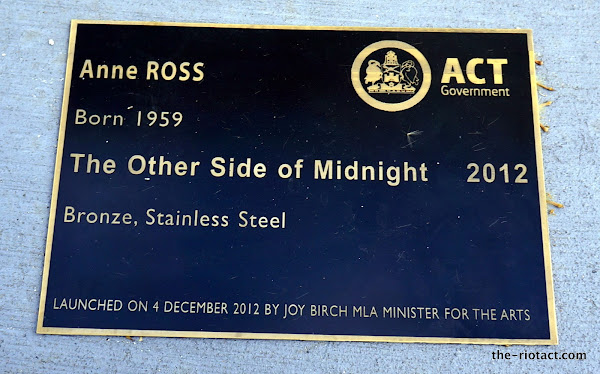 Anne ROSS
ACT
Government
Born 1959
The Other Side of Midnight 2012
Bronze, Stainless Steel
LAUNCHED ON 4 DECEMBER 2012 BY JOY BIRCH MLA MINISTER FOR THE ARTS
the-riotact.com